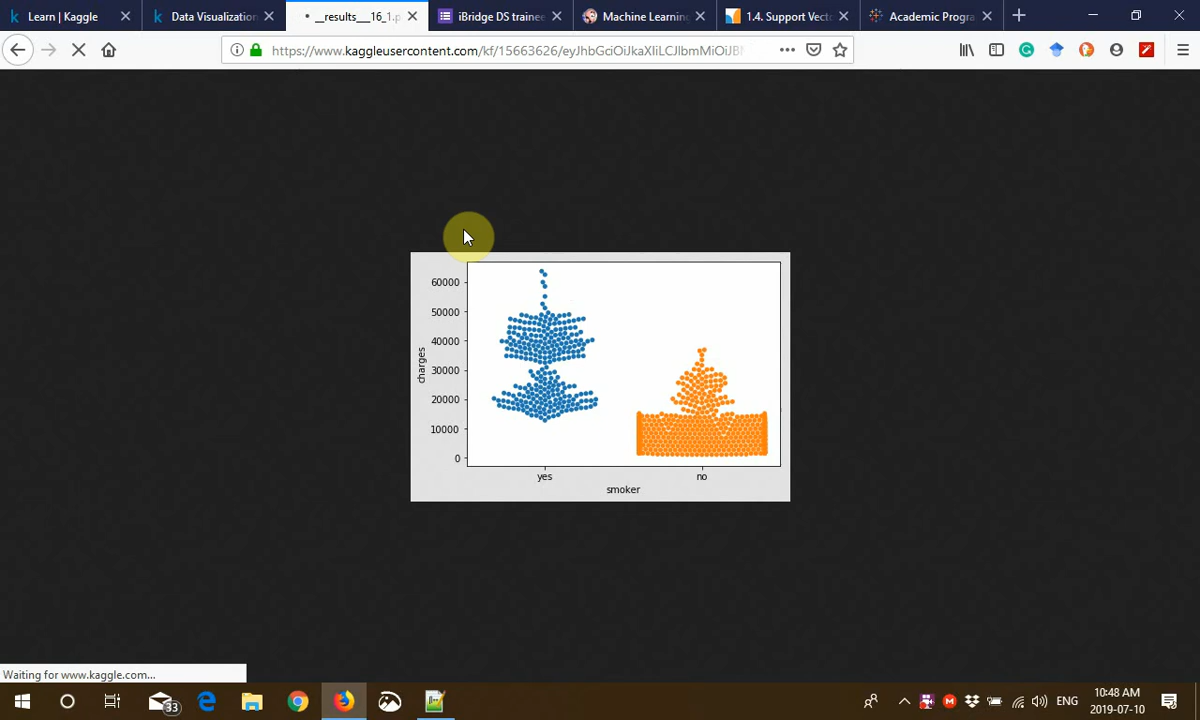 Learn | Kaggle
Data Visualization
__results___16_1.p
iBridge DS trainee
Machine Learning
1.4. Support Vecto
Academic Progra
https://www.kaggleusercontent.com/kf/15663626/
60000
50000
40000
30000
20000
10000
0
charges
yes
no
smoker
Waiting for www.kaggle.com...
33
ENG
10:48 AM
2019-07-10